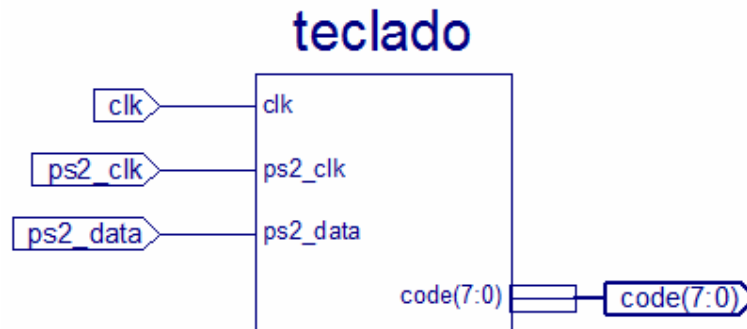 teclado
clk clk
ps2_clk ps2_clk
ps2_data ps2_data
code(7:0) code(7:0)